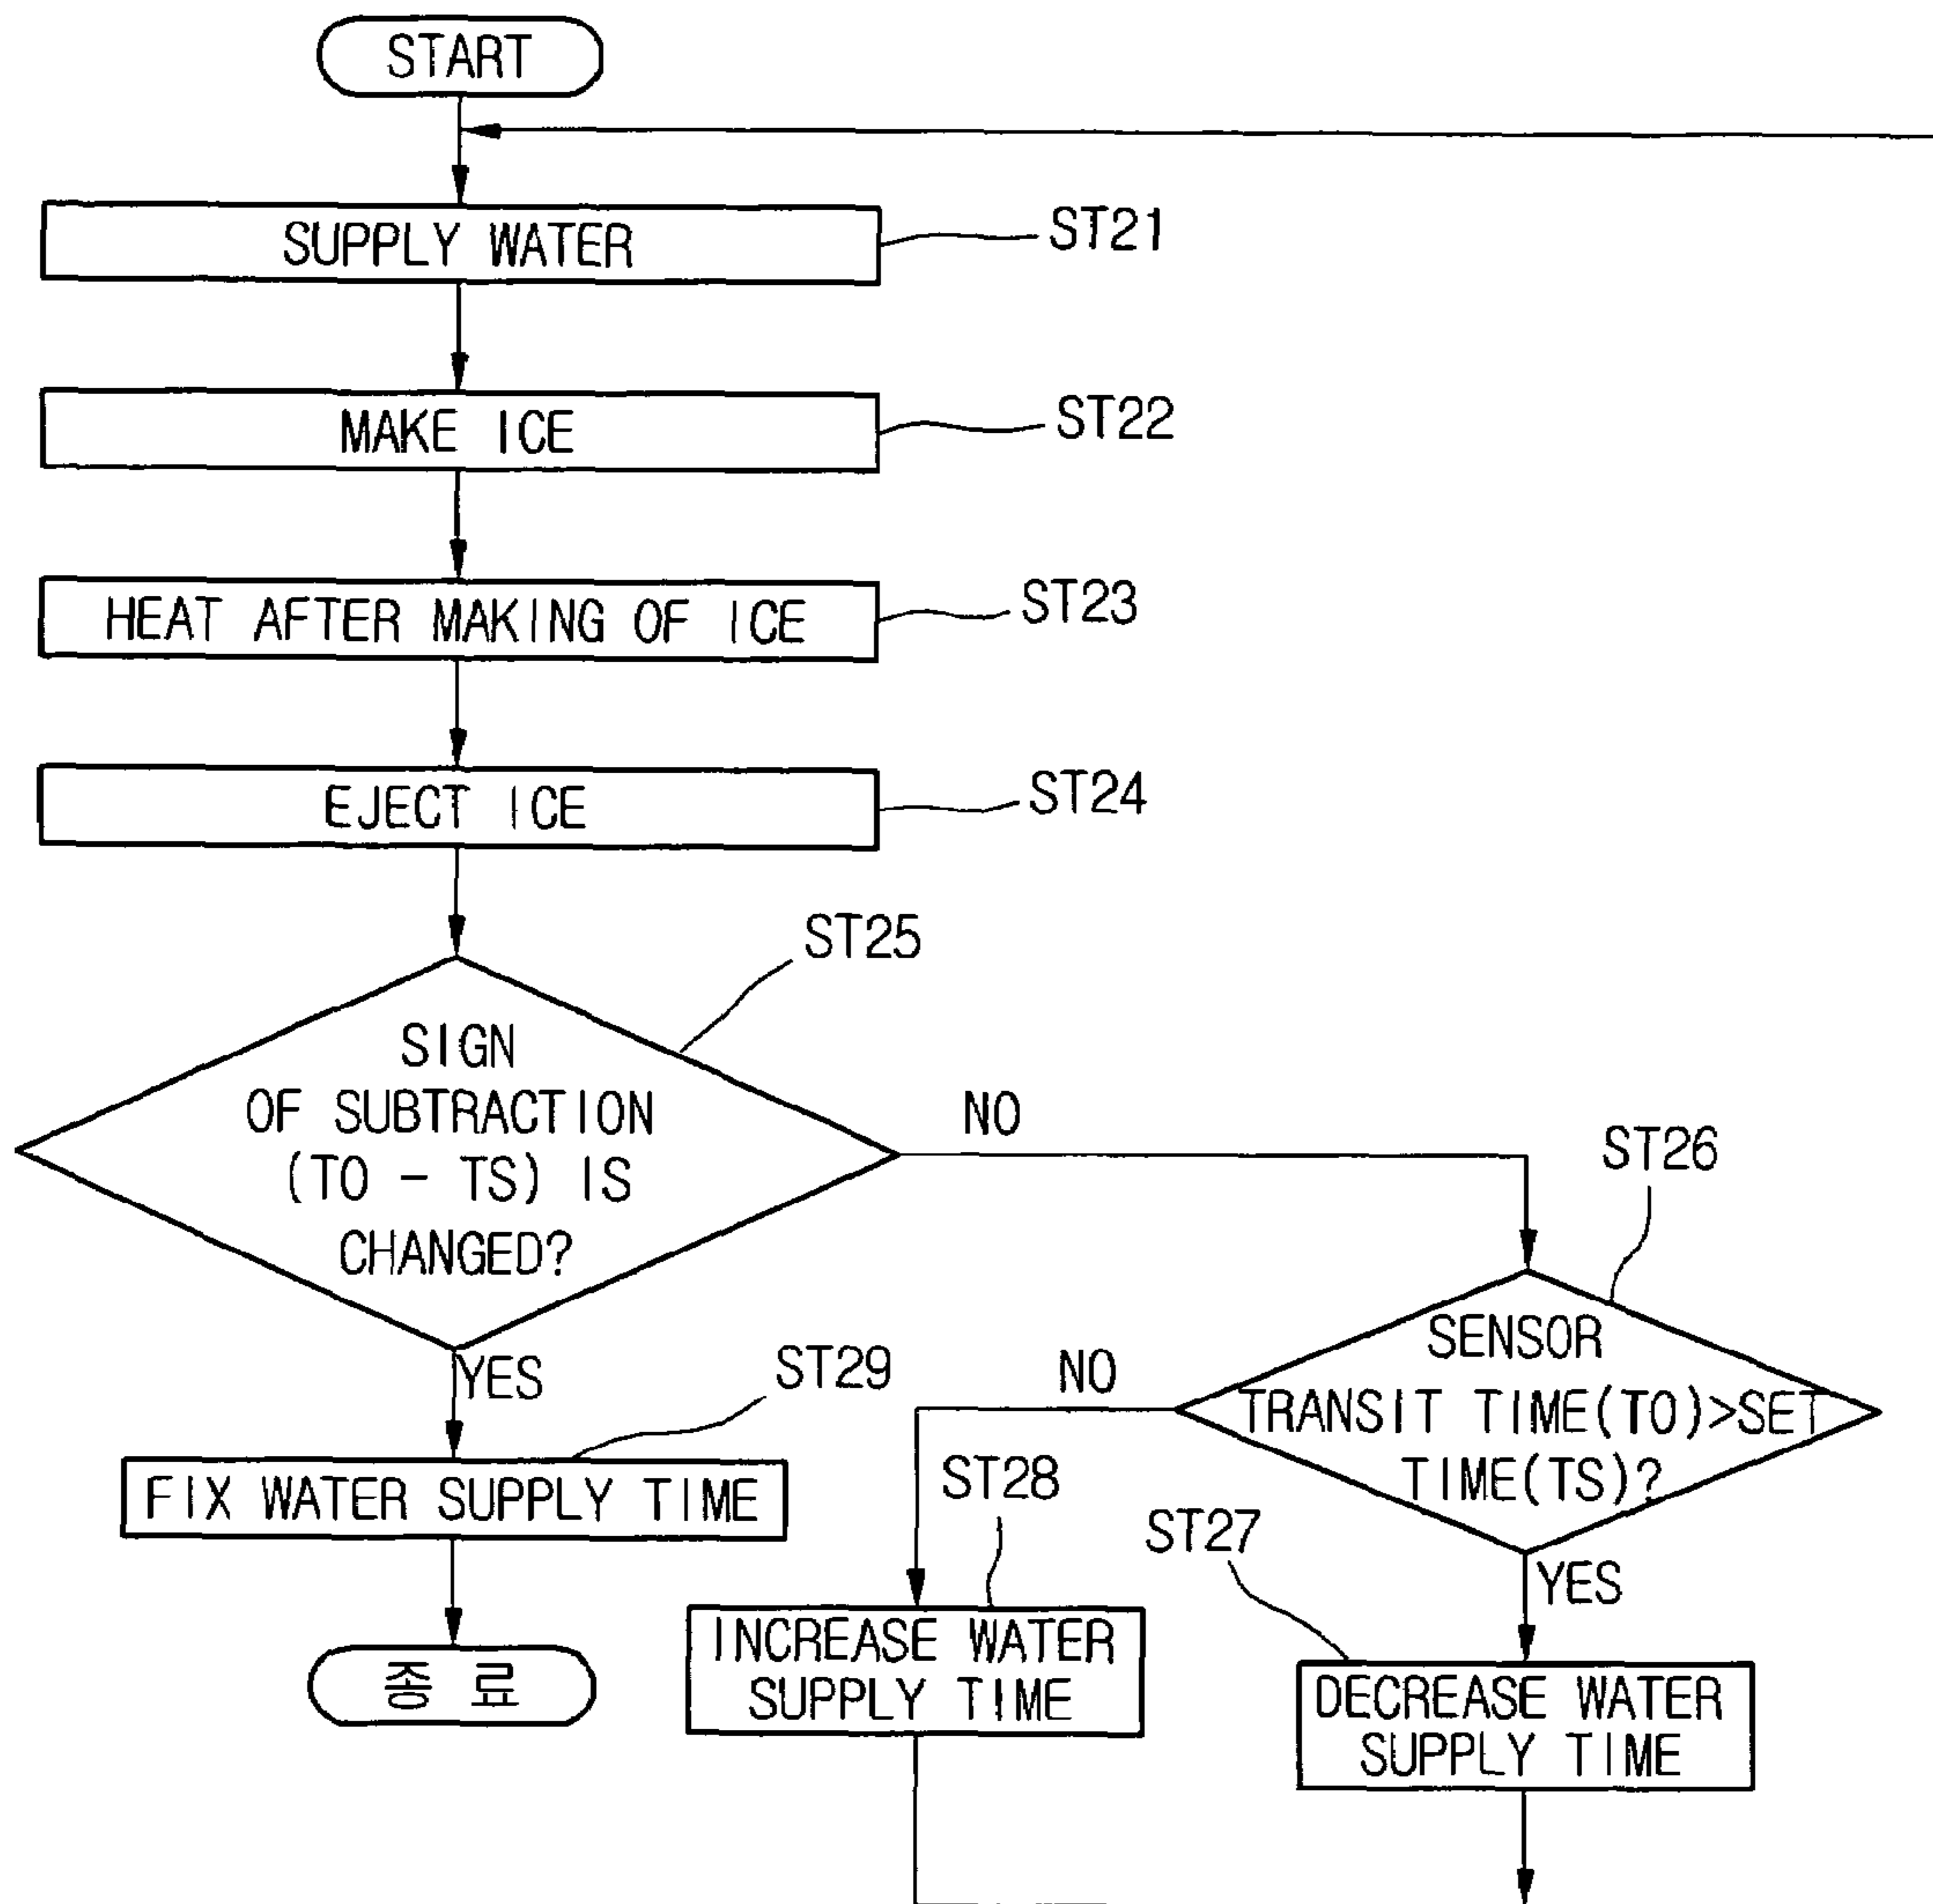 START
SUPPLY WATER
ST21
MAKE ICE
ST22
HEAT AFTER MAKING OF ICE
ST23
EJECT ICE
ST24
ST25
SIGN
OF SUBTRACTION
(TO - TS) IS
CHANGED?
NO
YES
ST26
SENSOR
TRANSIT TIME(TO)>SET
TIME(TS)?
NO
YES
ST29
FIX WATER SUPPLY TIME
종 료
ST28
INCREASE WATER
SUPPLY TIME
ST27
DECREASE WATER
SUPPLY TIME